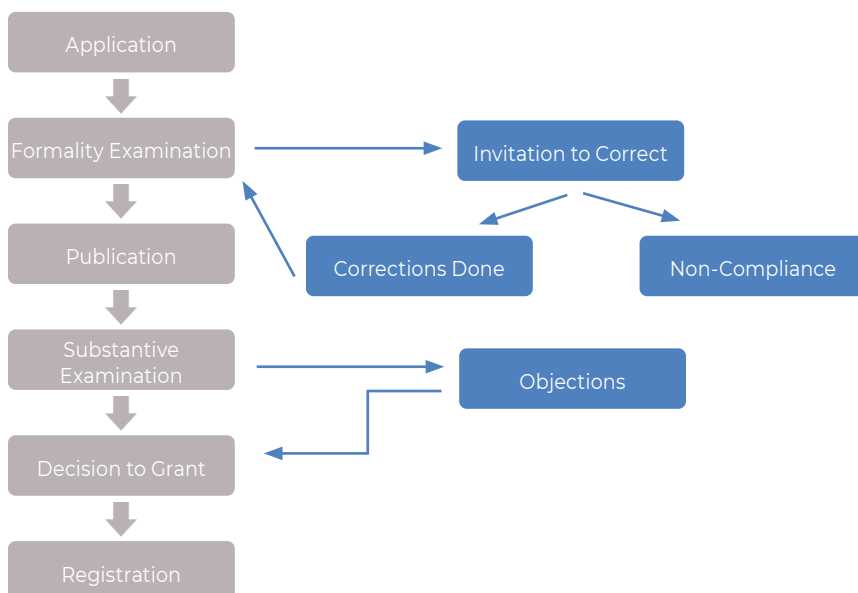 Application
Formality Examination
Invitation to Correct
Publication
Corrections Done
Non-Compliance
Substantive
Examination
Objections
Decision to Grant
Registration